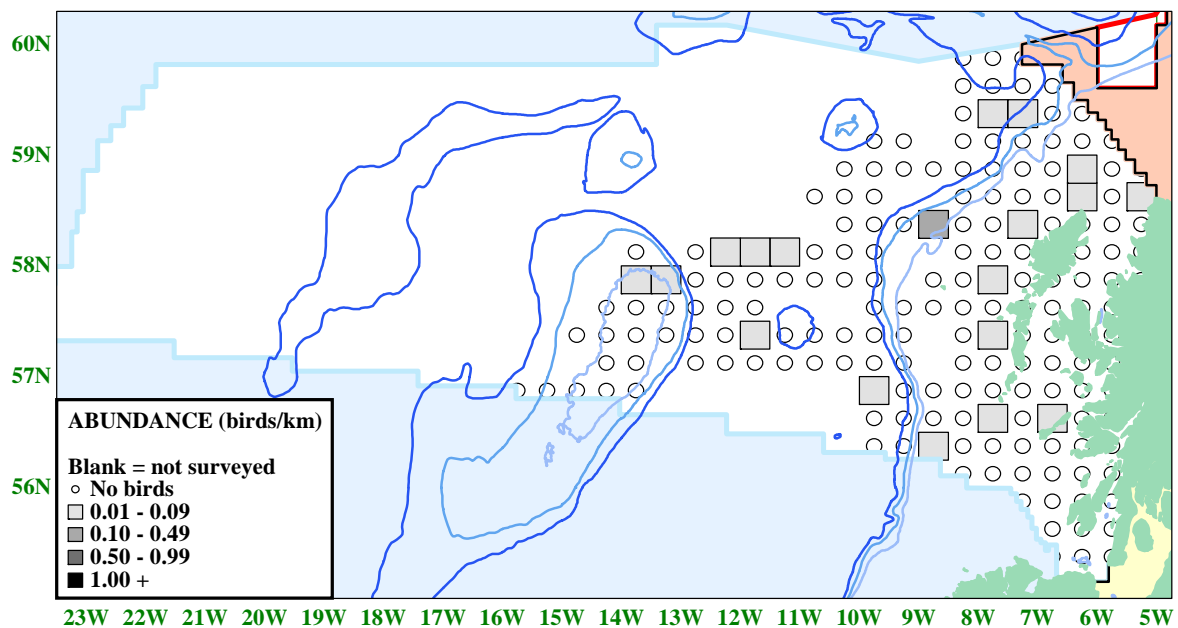 60N
59N
58N
57N
56N
ABUNDANCE (birds/km)
Blank = not surveyed
No birds
0.01 - 0.09
0.10 - 0.49
0.50 - 0.99
1.00 +
23W 22W 21W 20W 19W 18W 17W 16W 15W 14W 13W 12W 11W 10W 9W 8W 7W 6W 5W